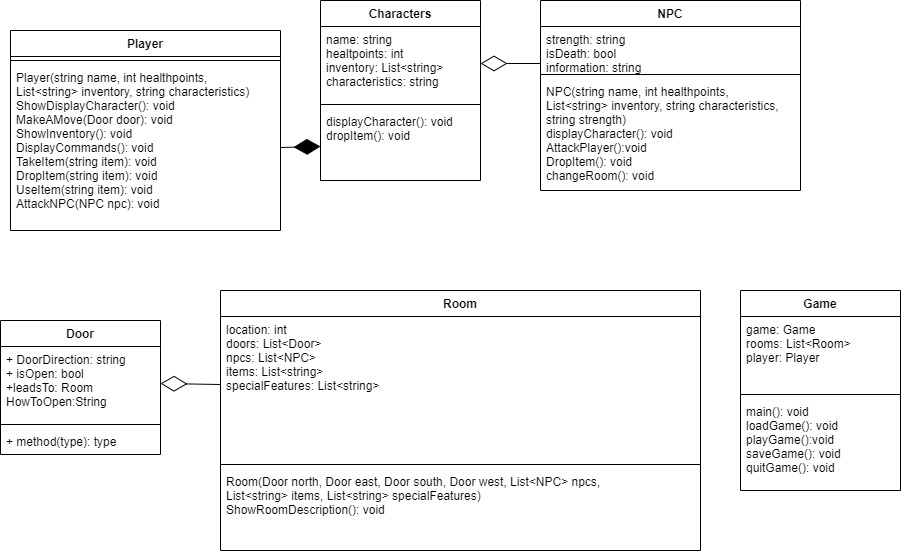 Player
Player(string name, int healthpoints,
List<string> inventory, string characteristics)
ShowDisplayCharacter(): void
MakeAMove(Door door): void
ShowInventory(): void
DisplayCommands(): void
TakeItem(string item): void
DropItem(string item): void
UseItem(string item): void
AttackNPC(NPC npc): void
Characters
name: string
healtpoints: int
inventory: List<string>
characteristics: string
displayCharacter(): void
dropItem(): void
NPC
strength: string
isDeath: bool
information: string
NPC(string name, int healthpoints,
List<string> inventory, string characteristics,
string strength)
displayCharacter(): void
AttackPlayer():void
DropItem(): void
changeRoom(): void
Door
+ DoorDirection: string
+ isOpen: bool
+leadsTo: Room
HowToOpen:String
+ method(type): type
Room
location: int
doors: List<Door>
npcs: List<NPC>
items: List<string>
specialFeatures: List<string>
Room(Door north, Door east, Door south, Door west, List<NPC> npcs,
List<string> items, List<string> specialFeatures)
ShowRoomDescription(): void
Game
game: Game
rooms: List<Room>
player: Player
main(): void
loadGame(): void
playGame():void
saveGame(): void
quitGame(): void